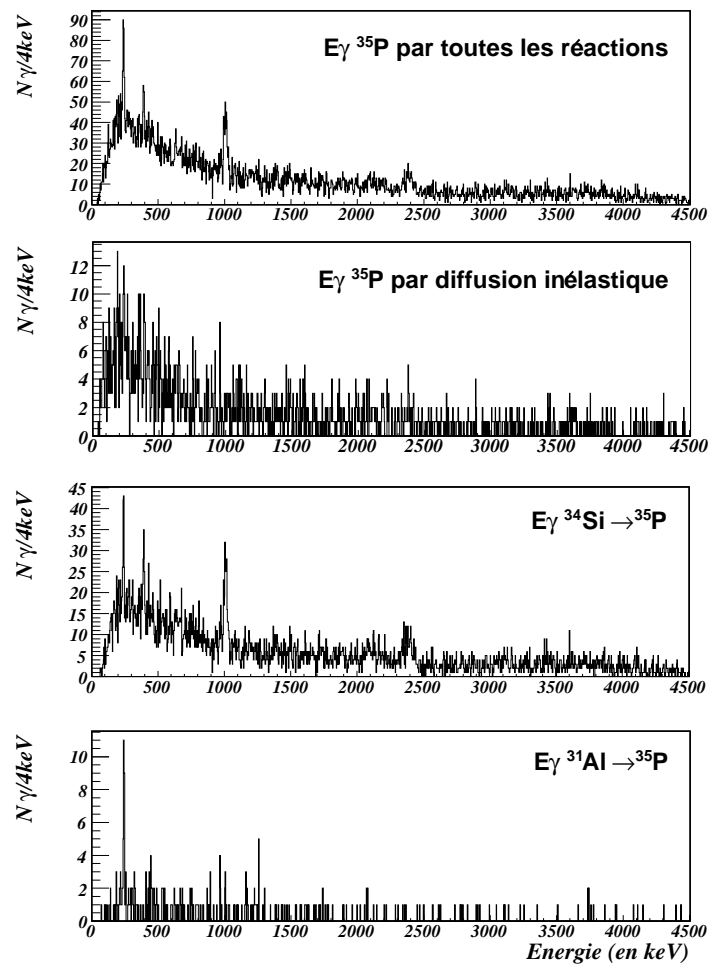 Nγ/4keV
90
80
70
60
50
40
30
20
10
0
Eγ ³⁵P par toutes les réactions
0 500 1000 1500 2000 2500 3000 3500 4000 4500
Nγ/4keV
12
10
8
6
4
2
0
Eγ ³⁵P par diffusion inélastique
0 500 1000 1500 2000 2500 3000 3500 4000 4500
Nγ/4keV
45
40
35
30
25
20
15
10
5
0
Eγ ³⁴Si →³⁵P
0 500 1000 1500 2000 2500 3000 3500 4000 4500
Nγ/4keV
10
8
6
4
2
0
Eγ ³¹Al →³⁵P
0 500 1000 1500 2000 2500 3000 3500 4000 4500
Energie (en keV)